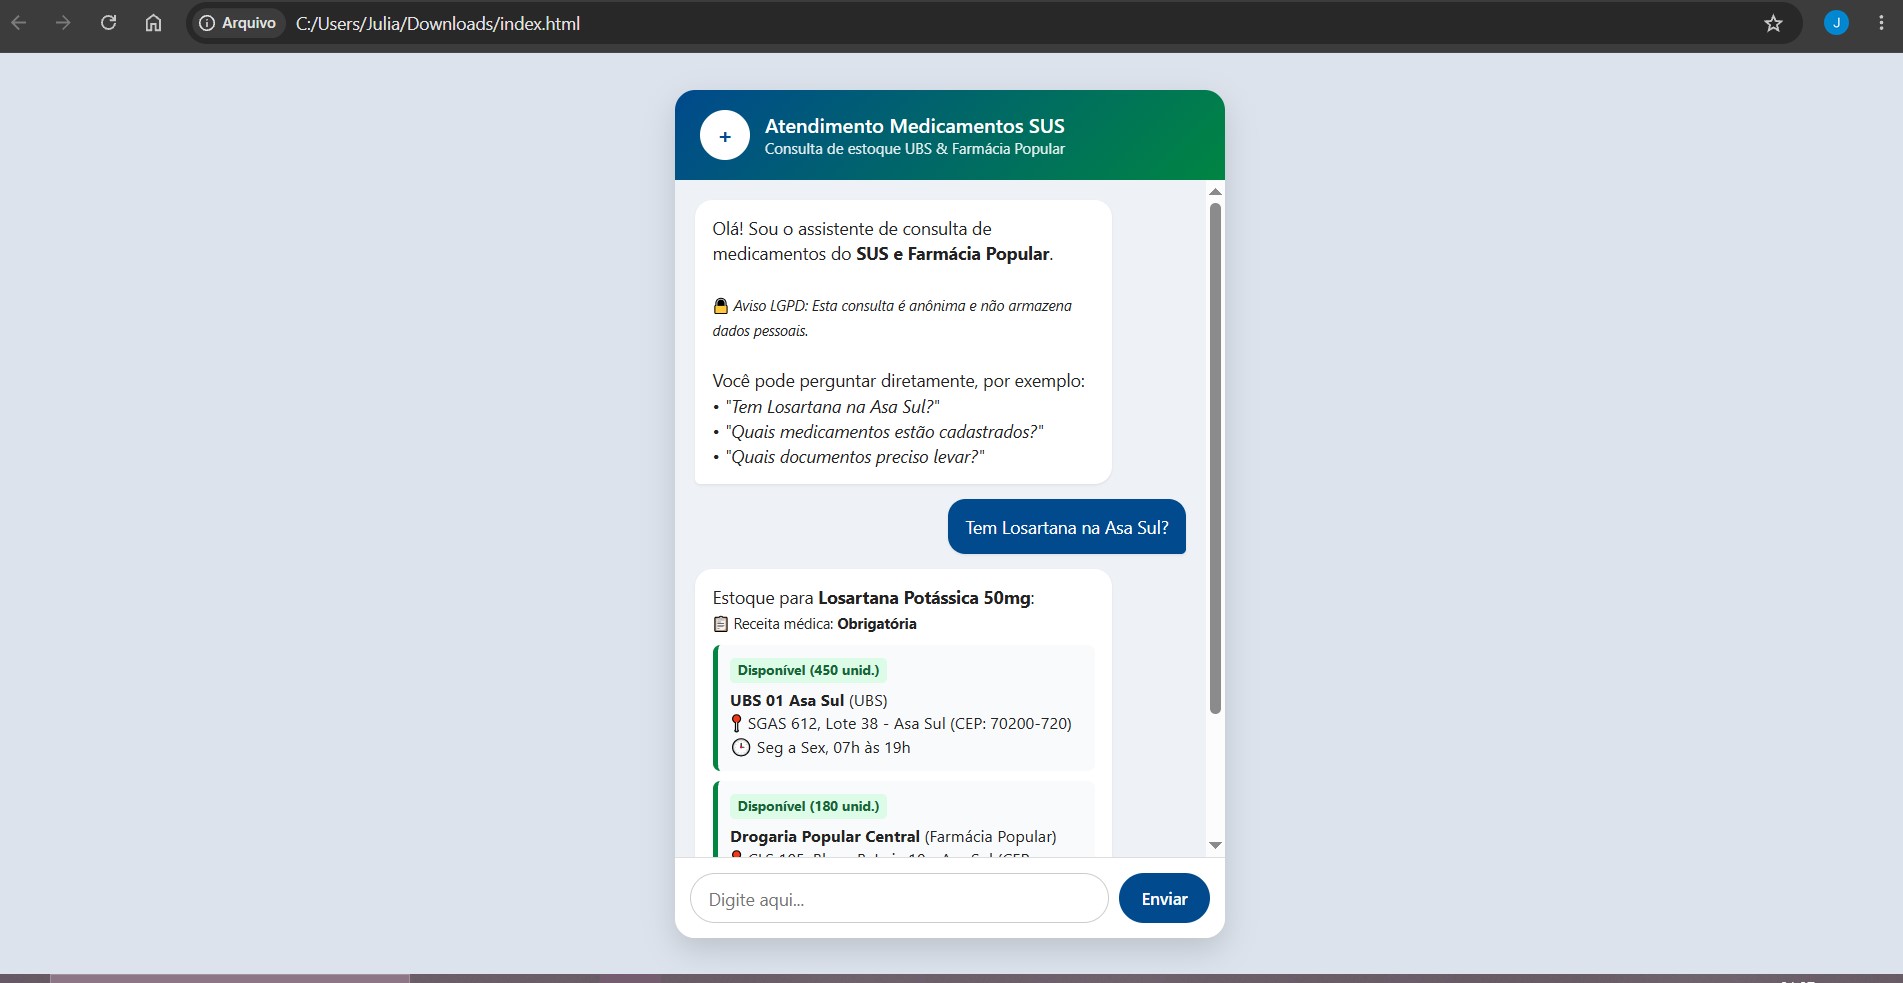 Arquivo C:/Users/Julia/Downloads/index.html J
+
Atendimento Medicamentos SUS
Consulta de estoque UBS & Farmácia Popular
Olá! Sou o assistente de consulta de
medicamentos do SUS e Farmácia Popular.
Aviso LGPD: Esta consulta é anônima e não armazena
dados pessoais.
Você pode perguntar diretamente, por exemplo:
• "Tem Losartana na Asa Sul?"
• "Quais medicamentos estão cadastrados?"
• "Quais documentos preciso levar?"
Tem Losartana na Asa Sul?
Estoque para Losartana Potássica 50mg:
Receita médica: Obrigatória
Disponível (450 unid.)
UBS 01 Asa Sul (UBS)
SGAS 612, Lote 38 - Asa Sul (CEP: 70200-720)
Seg a Sex, 07h às 19h
Disponível (180 unid.)
Drogaria Popular Central (Farmácia Popular)
Digite aqui...
Enviar